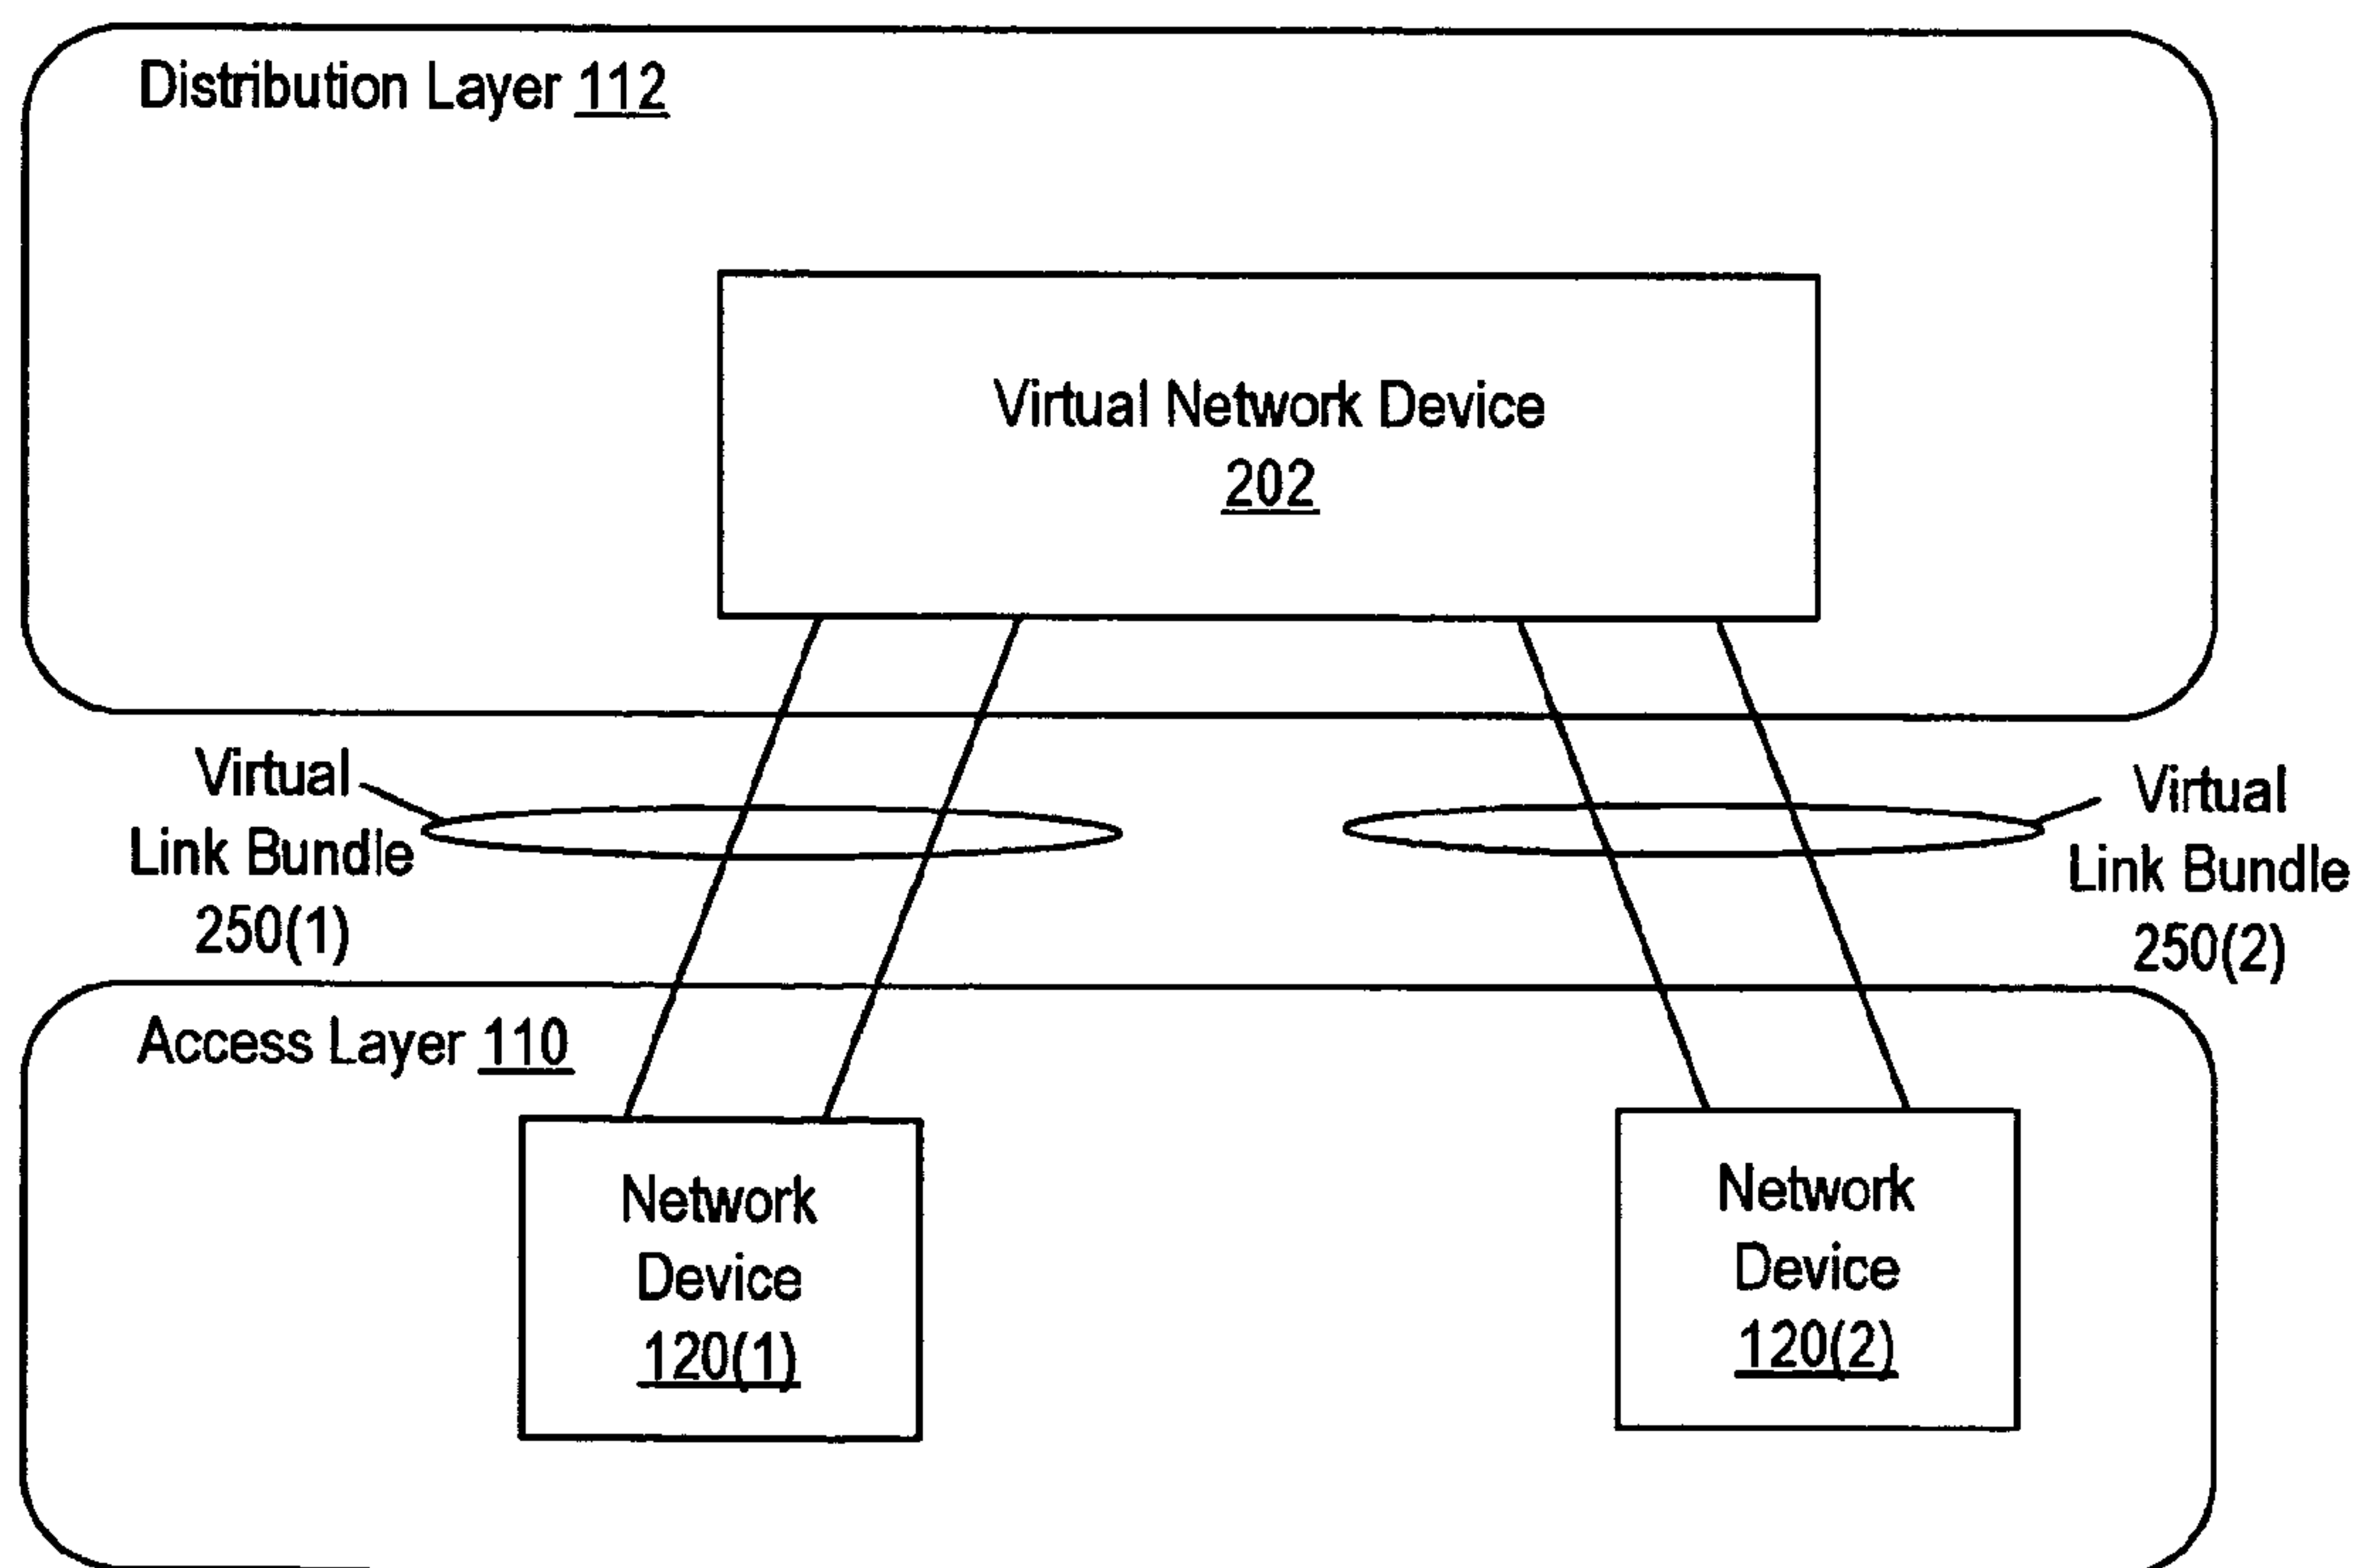 Distribution Layer 112
Virtual Network Device
202
Virtual
Link Bundle
250(1)
Virtual
Link Bundle
250(2)
Access Layer 110
Network
Device
120(1)
Network
Device
120(2)